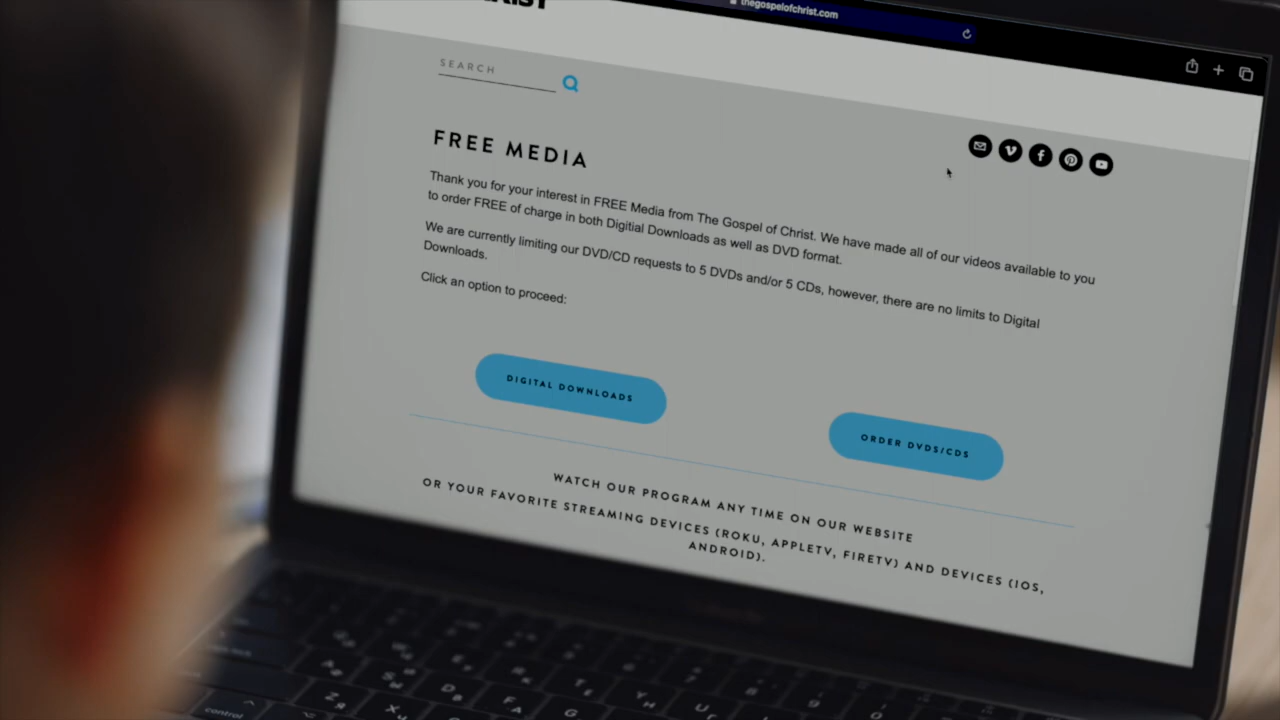 thegospelofchrist.com
SEARCH
FREE MEDIA
Thank you for your interest in FREE Media from The Gospel of Christ. We have made all of our videos available to you
to order FREE of charge in both Digitial Downloads as well as DVD format.
We are currently limiting our DVD/CD requests to 5 DVDs and/or 5 CDs, however, there are no limits to Digital
Downloads.
Click an option to proceed:
DIGITAL DOWNLOADS
ORDER DVDS/CDS
WATCH OUR PROGRAM ANY TIME ON OUR WEBSITE
OR YOUR FAVORITE STREAMING DEVICES (ROKU, APPLETV, FIRETV) AND DEVICES (IOS,
ANDROID).
control